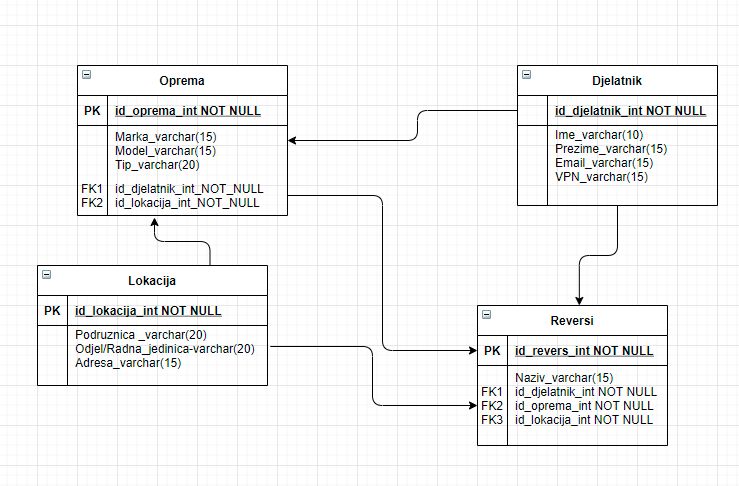 Oprema
PK id_oprema_int NOT NULL
Marka_varchar(15)
Model_varchar(15)
Tip_varchar(20)
FK1 id_djelatnik_int_NOT_NULL
FK2 id_lokacija_int_NOT_NULL
Djelatnik
id_djelatnik_int NOT NULL
Ime_varchar(10)
Prezime_varchar(15)
Email_varchar(15)
VPN_varchar(15)
Lokacija
PK id_lokacija_int NOT NULL
Podruznica _varchar(20)
Odjel/Radna_jedinica-varchar(20)
Adresa_varchar(15)
Reversi
PK id_revers_int NOT NULL
Naziv_varchar(15)
FK1 id_djelatnik_int NOT NULL
FK2 id_oprema_int NOT NULL
FK3 id_lokacija_int NOT NULL